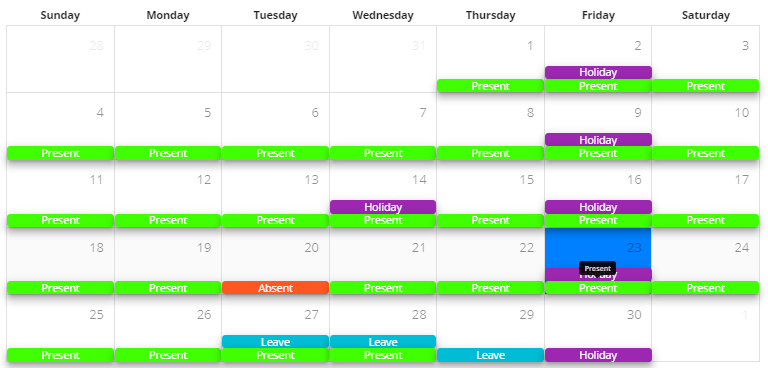 Sunday Monday Tuesday Wednesday Thursday Friday Saturday
28 29 30 31 1 2 3
Holiday
Present Present Present
4 5 6 7 8 9 10
Holiday
Present Present Present Present Present Present Present
11 12 13 14 15 16 17
Holiday Holiday
Present Present Present Present Present Present Present
18 19 20 21 22 23 24
Present
Holiday
Present Present Absent Present Present Present Present
25 26 27 28 29 30 1
Leave Leave
Present Present Present Present Leave Holiday